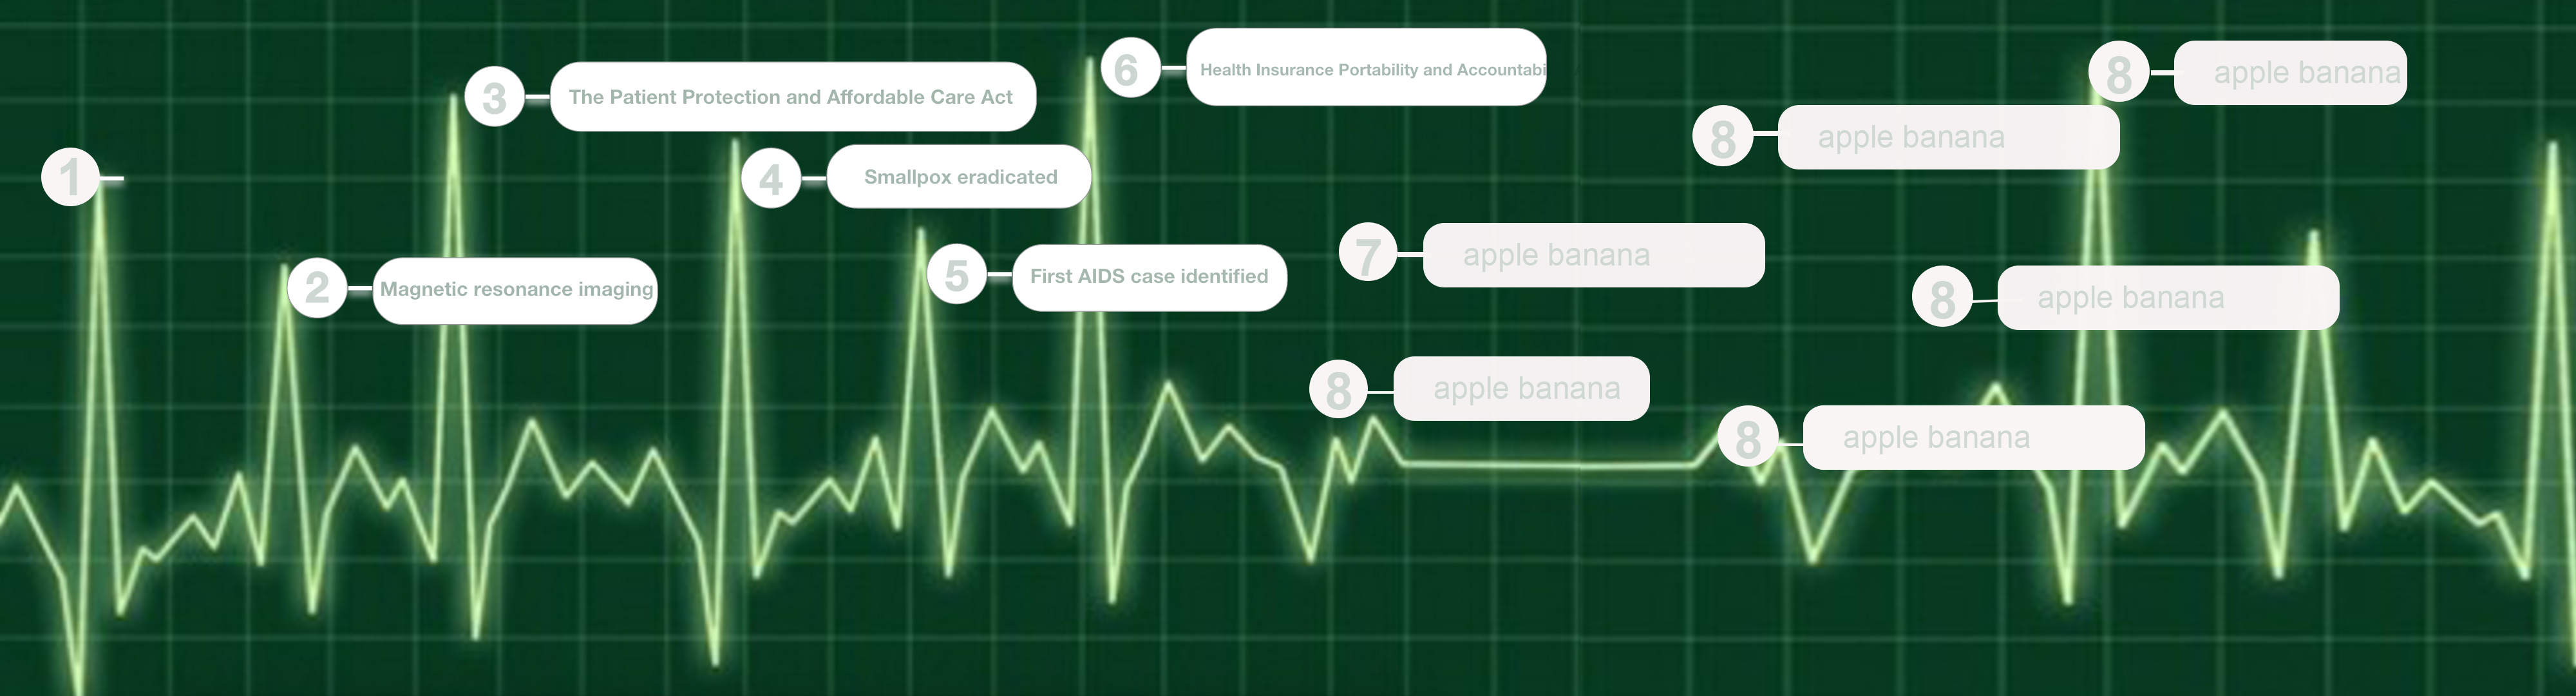 1
2
Magnetic resonance imaging
3
The Patient Protection and Affordable Care Act
4
Smallpox eradicated
5
First AIDS case identified
6
Health Insurance Portability and Accountabi
7
apple banana
8
apple banana
8
apple banana
8
apple banana
8
apple banana
8
apple banana